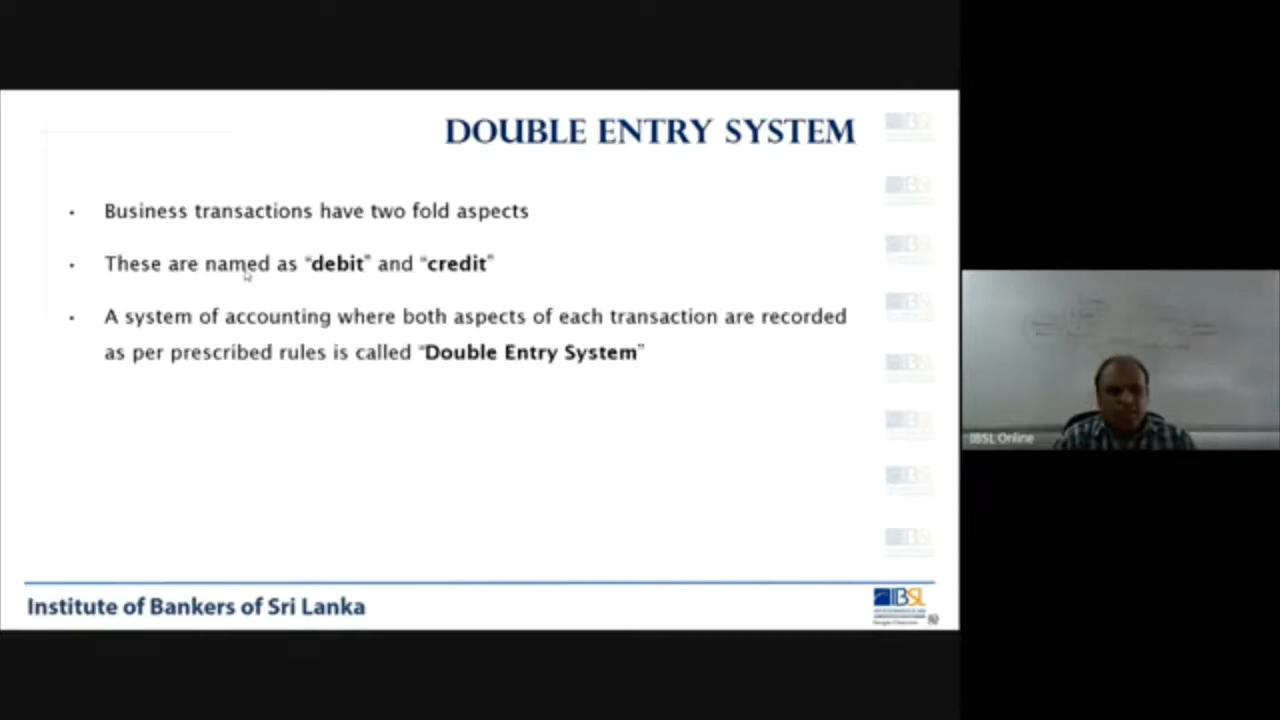 DOUBLE ENTRY SYSTEM
• Business transactions have two fold aspects
• These are named as “debit” and “credit”
• A system of accounting where both aspects of each transaction are recorded
as per prescribed rules is called “Double Entry System”
IBSL Online
Institute of Bankers of Sri Lanka
IBSL